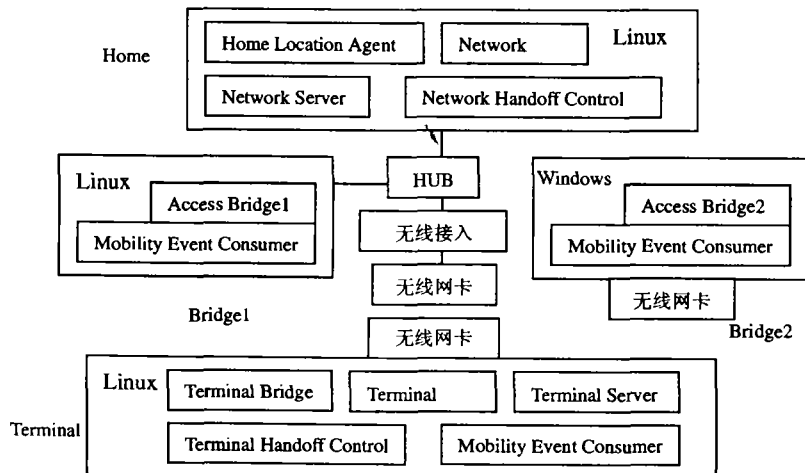 Home
Home Location Agent
Network
Linux
Network Server
Network Handoff Control
Linux
Access Bridge1
Mobility Event Consumer
HUB
无线接入
无线网卡
Bridge1
Windows
Access Bridge2
Mobility Event Consumer
无线网卡
Bridge2
无线网卡
Terminal
Linux
Terminal Bridge
Terminal
Terminal Server
Terminal Handoff Control
Mobility Event Consumer